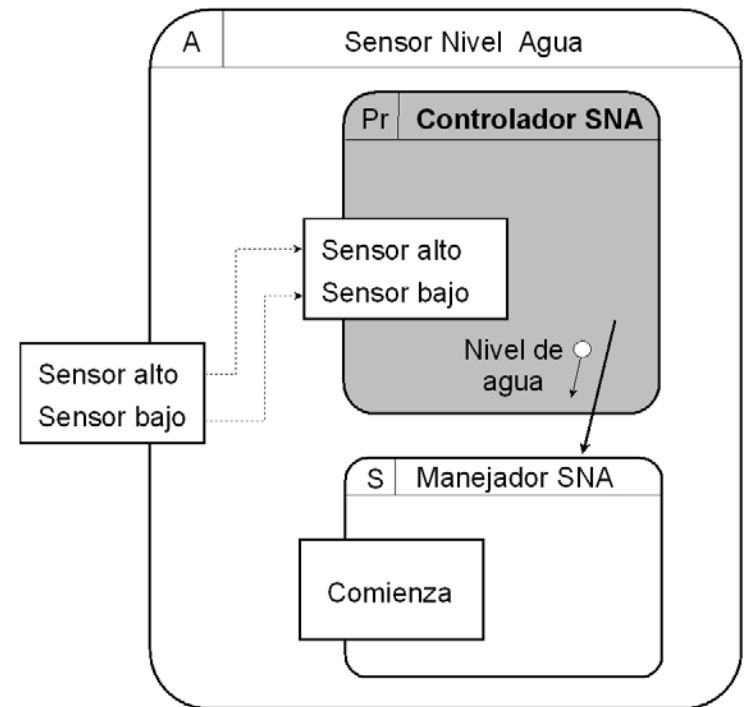 A Sensor Nivel Agua
Pr Controlador SNA
Sensor alto
Sensor bajo
Nivel de
agua
Sensor alto
Sensor bajo
S Manejador SNA
Comienza